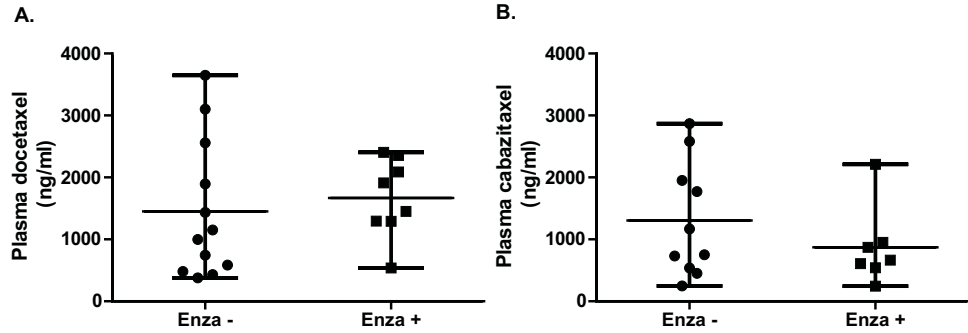 A.
Plasma docetaxel
(ng/ml)
4000
3000
2000
1000
0
Enza -
Enza +
B.
Plasma cabazitaxel
(ng/ml)
4000
3000
2000
1000
0
Enza -
Enza +